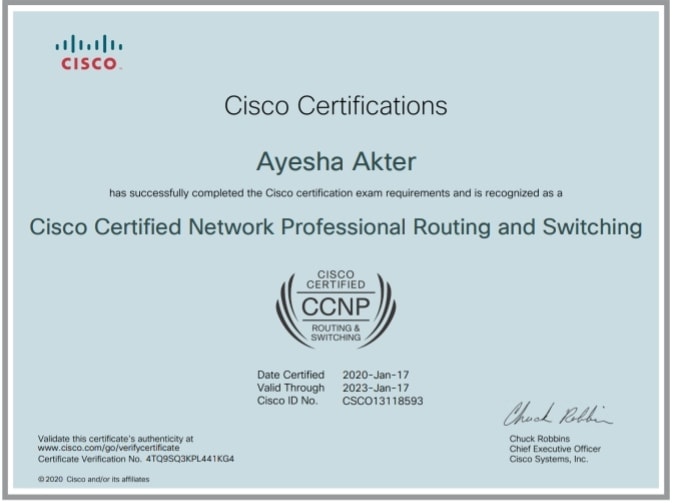 CISCO
Cisco Certifications
Ayesha Akter
has successfully completed the Cisco certification exam requirements and is recognized as a
Cisco Certified Network Professional Routing and Switching
CISCO
CERTIFIED
CCNP
ROUTING &
SWITCHING
Date Certified 2020-Jan-17
Valid Through 2023-Jan-17
Cisco ID No. CSCO13118593
Chuck Robbins
Validate this certificate's authenticity at
www.cisco.com/go/verifycertificate
Certificate Verification No. 4TQ9SQ3KPL441KG4
Chuck Robbins
Chief Executive Officer
Cisco Systems, Inc.
©2020 Cisco and/or its affiliates